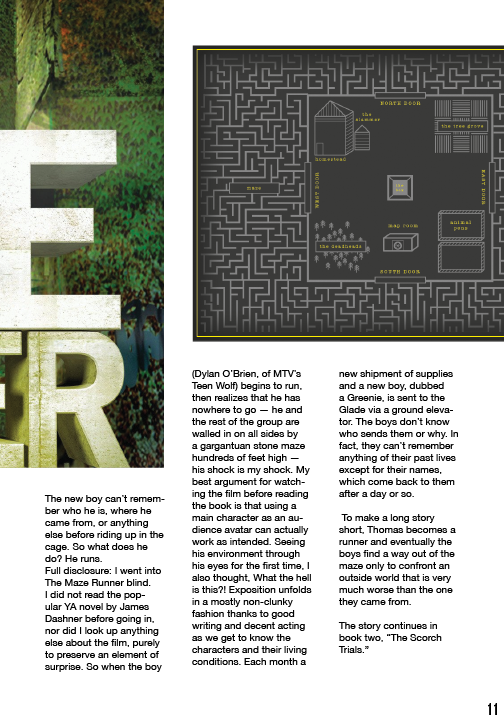 E
ER
NORTH DOOR
the
slammer
the tree grove
homestead
maze
WEST DOOR
the
box
EAST DOOR
map room
animal
pens
the deadheads
SOUTH DOOR
The new boy can’t remem-
ber who he is, where he
came from, or anything
else before riding up in the
cage. So what does he
do? He runs.
Full disclosure: I went into
The Maze Runner blind.
I did not read the pop-
ular YA novel by James
Dashner before going in,
nor did I look up anything
else about the film, purely
to preserve an element of
surprise. So when the boy
(Dylan O’Brien, of MTV’s
Teen Wolf) begins to run,
then realizes that he has
nowhere to go — he and
the rest of the group are
walled in on all sides by
a gargantuan stone maze
hundreds of feet high —
his shock is my shock. My
best argument for watch-
ing the film before reading
the book is that using a
main character as an au-
dience avatar can actually
work as intended. Seeing
his environment through
his eyes for the first time, I
also thought, What the hell
is this?! Exposition unfolds
in a mostly non-clunky
fashion thanks to good
writing and decent acting
as we get to know the
characters and their living
conditions. Each month a
new shipment of supplies
and a new boy, dubbed
a Greenie, is sent to the
Glade via a ground eleva-
tor. The boys don’t know
who sends them or why. In
fact, they can’t remember
anything of their past lives
except for their names,
which come back to them
after a day or so.
To make a long story
short, Thomas becomes a
runner and eventually the
boys find a way out of the
maze only to confront an
outside world that is very
much worse than the one
they came from.
The story continues in
book two, “The Scorch
Trials.”
11